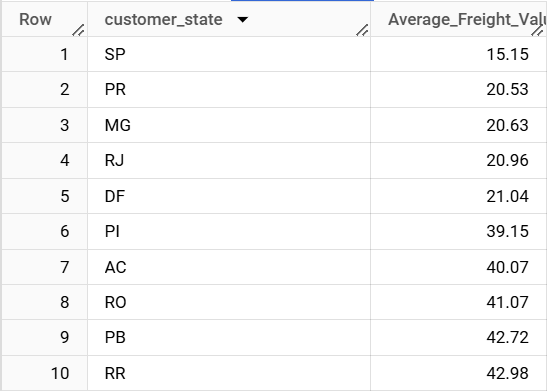 Row customer_state Average_Freight_Valu
1 SP 15.15
2 PR 20.53
3 MG 20.63
4 RJ 20.96
5 DF 21.04
6 PI 39.15
7 AC 40.07
8 RO 41.07
9 PB 42.72
10 RR 42.98